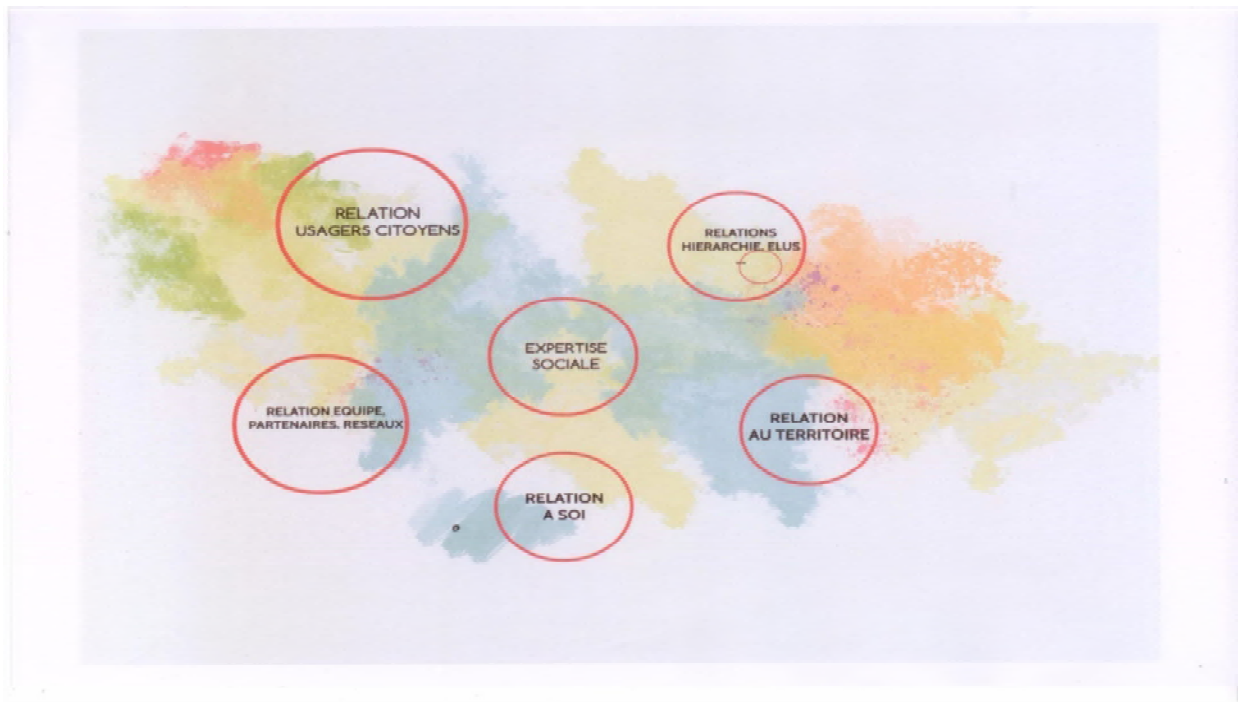 RELATION
USAGERS CITOYENS
RELATIONS
HIERARCHIE, ELUS
EXPERTISE
SOCIALE
RELATION EQUIPE,
PARTENAIRES, RESEAUX
RELATION
AU TERRITOIRE
RELATION
A SOI